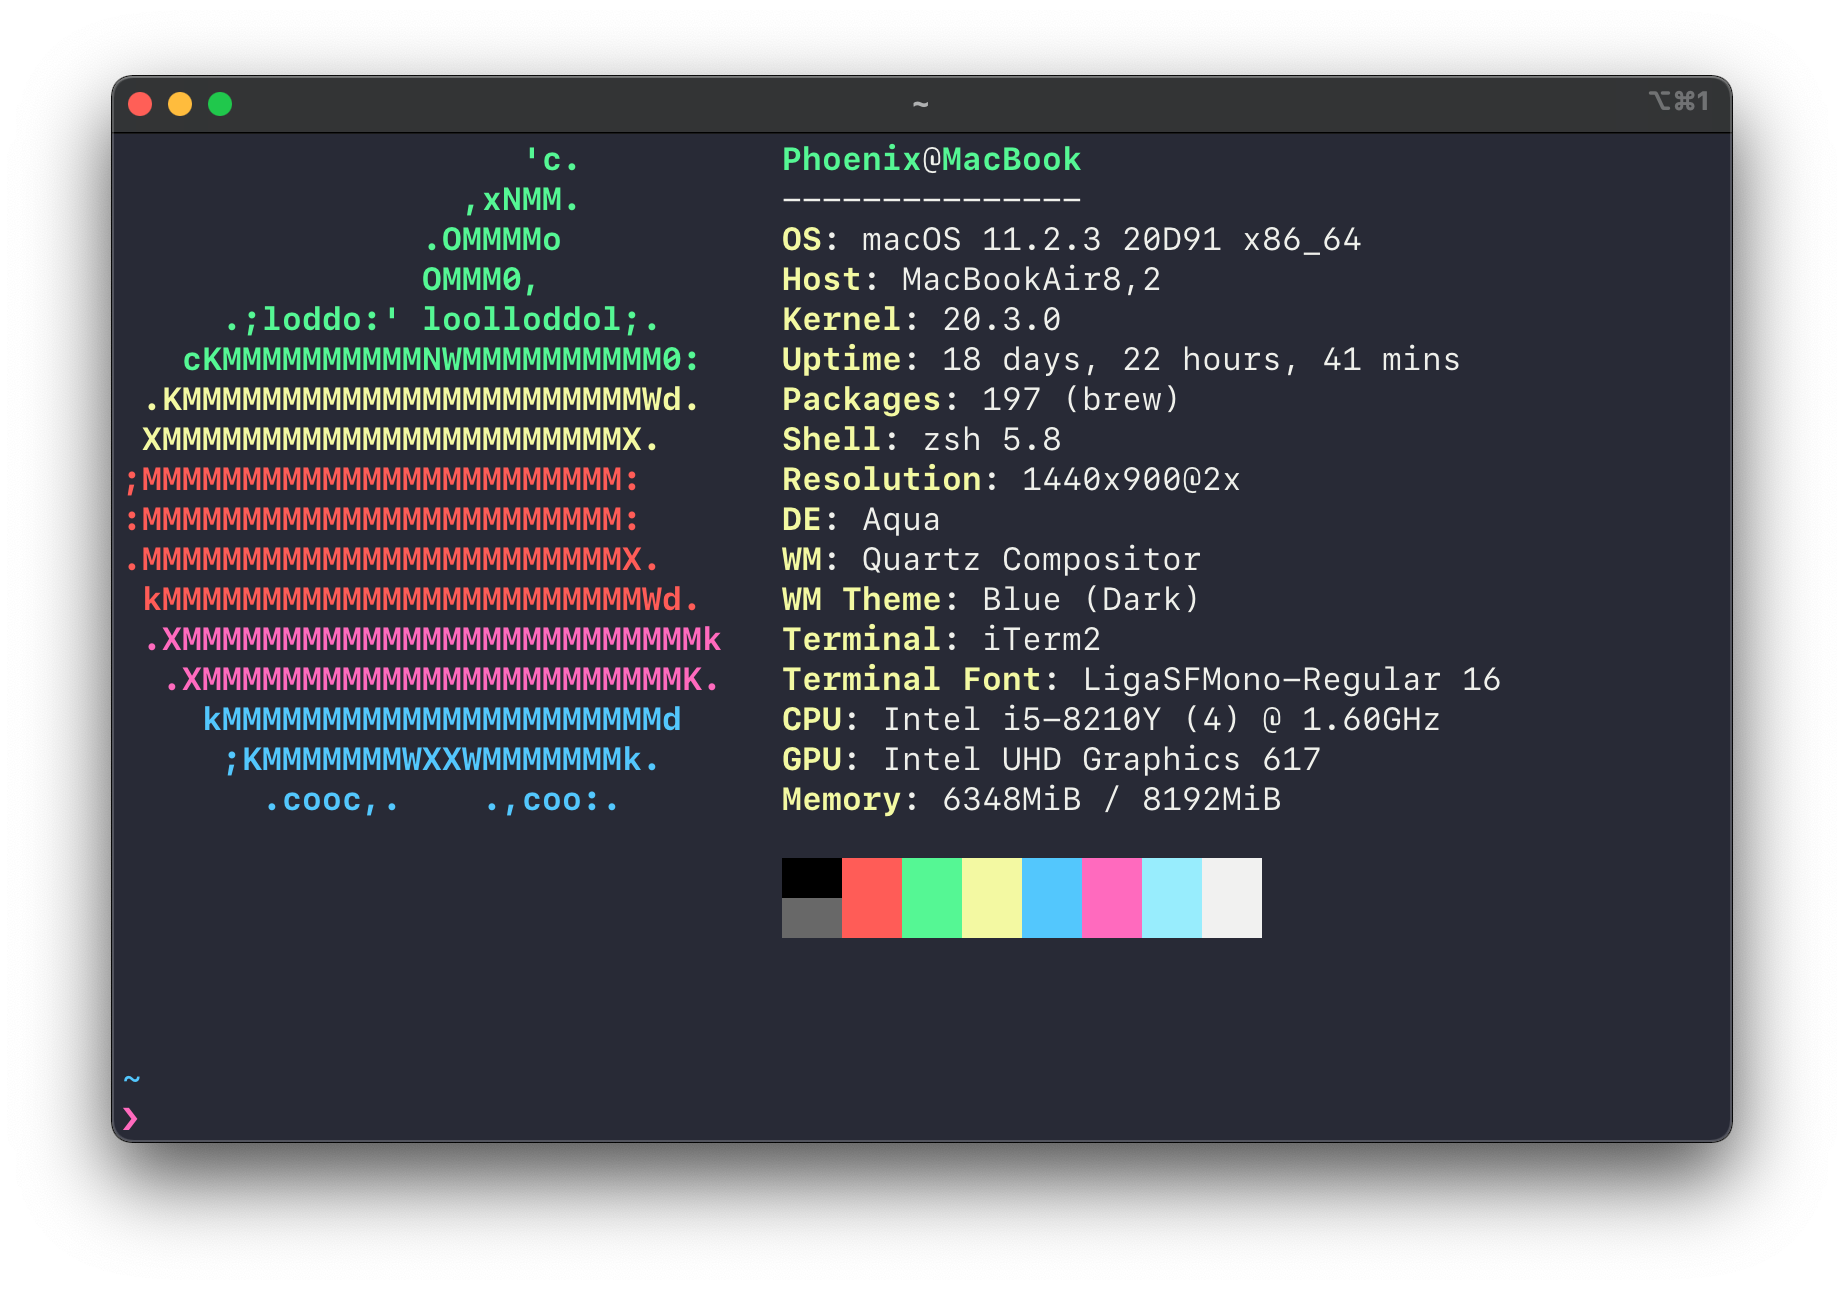 ~ ⌥⌘1
'c. Phoenix@MacBook
,xNMM. ---------------
.OMMMMo OS: macOS 11.2.3 20D91 x86_64
OMMM0, Host: MacBookAir8,2
.;loddo:' loolloddol;. Kernel: 20.3.0
cKMMMMMMMMMMNWMMMMMMMMMM0: Uptime: 18 days, 22 hours, 41 mins
.KMMMMMMMMMMMMMMMMMMMMMMMWd. Packages: 197 (brew)
XMMMMMMMMMMMMMMMMMMMMMMMX. Shell: zsh 5.8
;MMMMMMMMMMMMMMMMMMMMMMMM: Resolution: 1440x900@2x
:MMMMMMMMMMMMMMMMMMMMMMMM: DE: Aqua
.MMMMMMMMMMMMMMMMMMMMMMMMX. WM: Quartz Compositor
kMMMMMMMMMMMMMMMMMMMMMMMMWd. WM Theme: Blue (Dark)
.XMMMMMMMMMMMMMMMMMMMMMMMMMMk Terminal: iTerm2
.XMMMMMMMMMMMMMMMMMMMMMMMMK. Terminal Font: LigaSFMono-Regular 16
kMMMMMMMMMMMMMMMMMMMMMMd CPU: Intel i5-8210Y (4) @ 1.60GHz
;KMMMMMMMWXXWMMMMMMMk. GPU: Intel UHD Graphics 617
.cooc,. .,coo:. Memory: 6348MiB / 8192MiB
~
❯